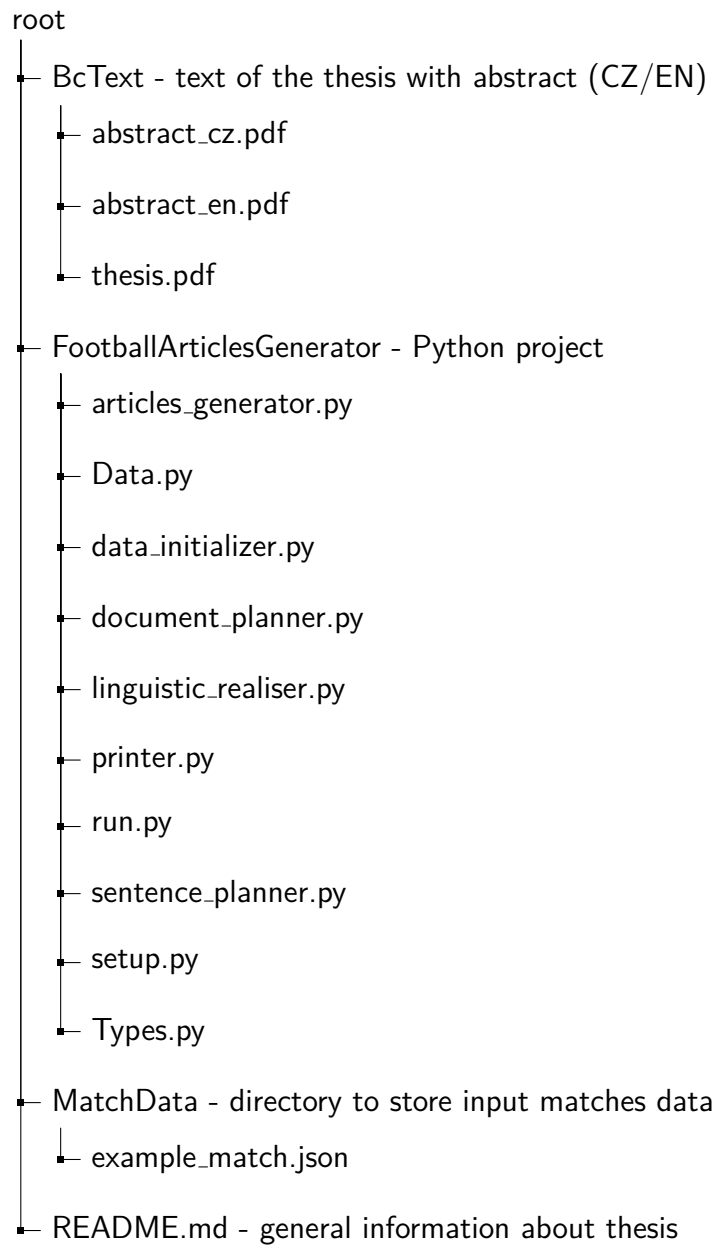 root
BcText - text of the thesis with abstract (CZ/EN)
abstract_cz.pdf
abstract_en.pdf
thesis.pdf
FootballArticlesGenerator - Python project
articles_generator.py
Data.py
data_initializer.py
document_planner.py
linguistic_realiser.py
printer.py
run.py
sentence_planner.py
setup.py
Types.py
MatchData - directory to store input matches data
example_match.json
README.md - general information about thesis